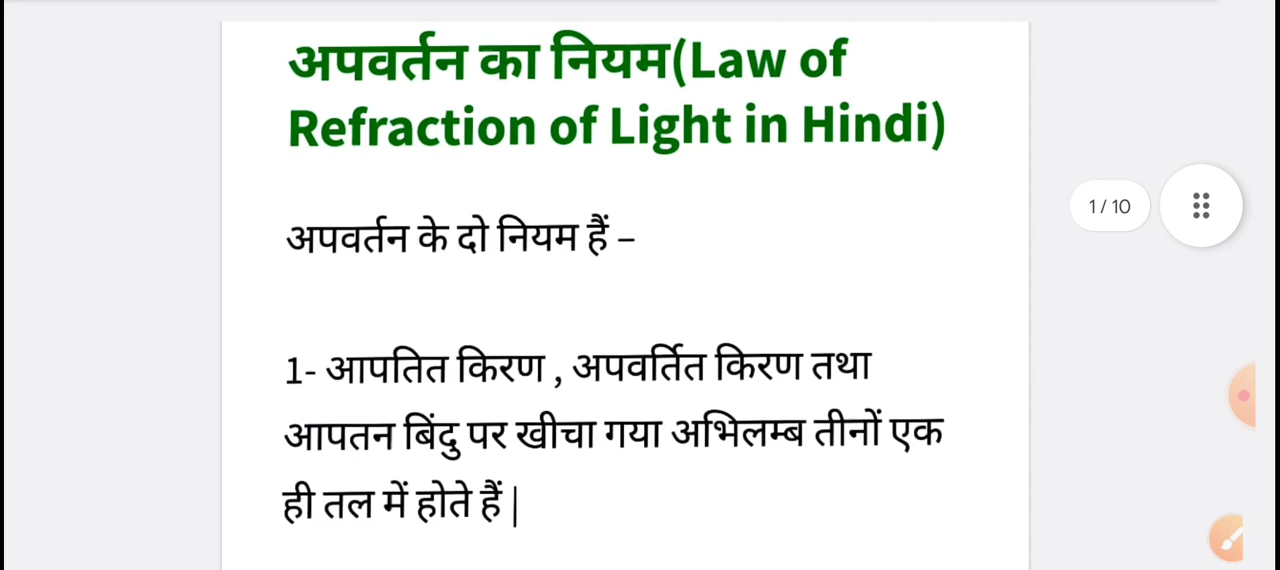 अपवर्तन का नियम(Law of
Refraction of Light in Hindi)
अपवर्तन के दो नियम हैं –
1 / 10
1- आपतित किरण , अपवर्तित किरण तथा
आपतन बिंदु पर खीचा गया अभिलम्ब तीनों एक
ही तल में होते हैं |